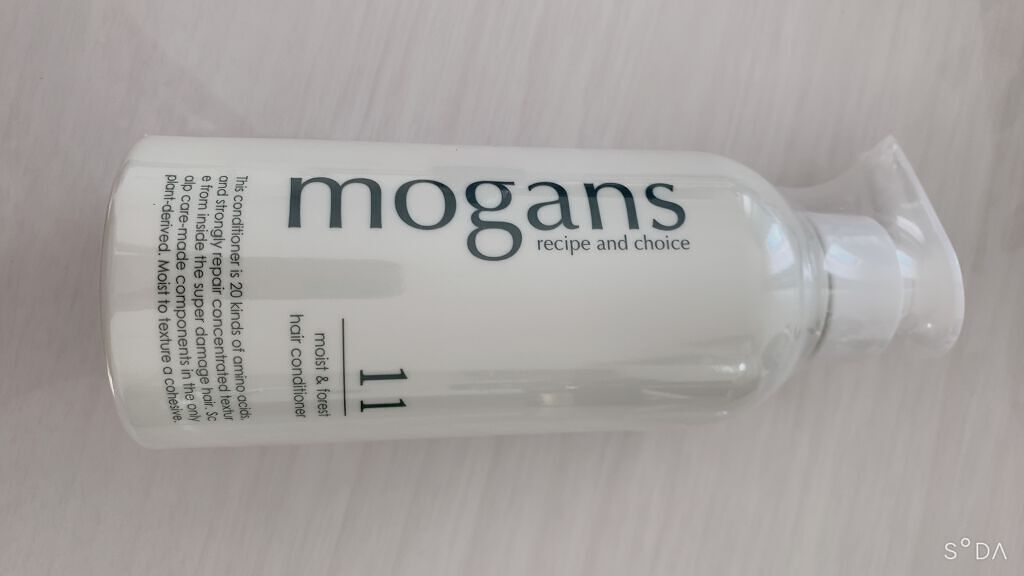 mogans
recipe and choice
11
moist & forest
hair conditioner
This conditioner is 20 kinds of amino acids,
and strongly repair concentrated textur
e from inside the super damage hair. Sc
alp care-made components in the only
plant-derived. Moist to texture a cohesive.
S°DA